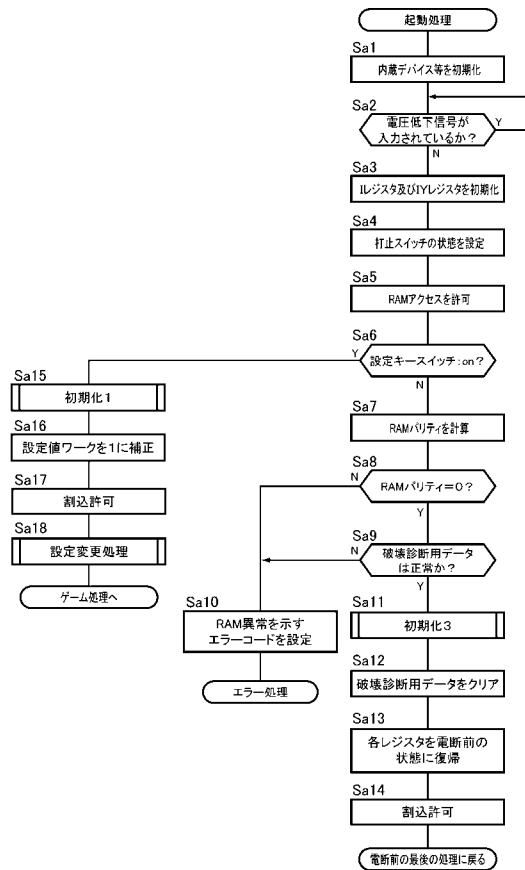 起動処理
Sa1
内蔵デバイス等を初期化
Sa2
電圧低下信号が
入力されているか？
Y
N
Sa3
Iレジスタ及びIYレジスタを初期化
Sa4
打止スイッチの状態を設定
Sa5
RAMアクセスを許可
Sa6
設定キースイッチ：on？
Y
N
Sa15
初期化１
Sa16
設定値ワークを１に補正
Sa17
割込許可
Sa18
設定変更処理
ゲーム処理へ
Sa7
RAMパリティを計算
Sa8
RAMパリティ＝０？
N
Y
Sa9
破壊診断用データ
は正常か？
N
Y
Sa10
RAM異常を示す
エラーコードを設定
エラー処理
Sa11
初期化３
Sa12
破壊診断用データをクリア
Sa13
各レジスタを電断前の
状態に復帰
Sa14
割込許可
電断前の最後の処理に戻る